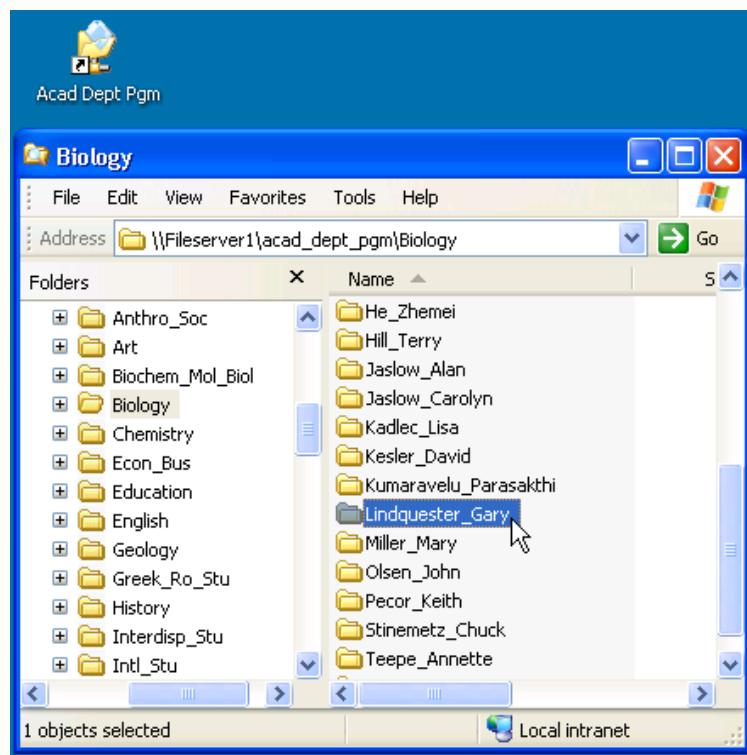 Acad Dept Pgm
Biology
File Edit View Favorites Tools Help
Address \\Fileserver1\acad_dept_pgm\Biology Go
Folders
Name S
Anthro_Soc
Art
Biochem_Mol_Biol
Biology
Chemistry
Econ_Bus
Education
English
Geology
Greek_Ro_Stu
History
Interdisp_Stu
Intl_Stu
He_Zhemei
Hill_Terry
Jaslow_Alan
Jaslow_Carolyn
Kadlec_Lisa
Kesler_David
Kumaravelu_Parasakthi
Lindquester_Gary
Miller_Mary
Olsen_John
Pecor_Keith
Stinemetz_Chuck
Teepe_Annette
1 objects selected
Local intranet